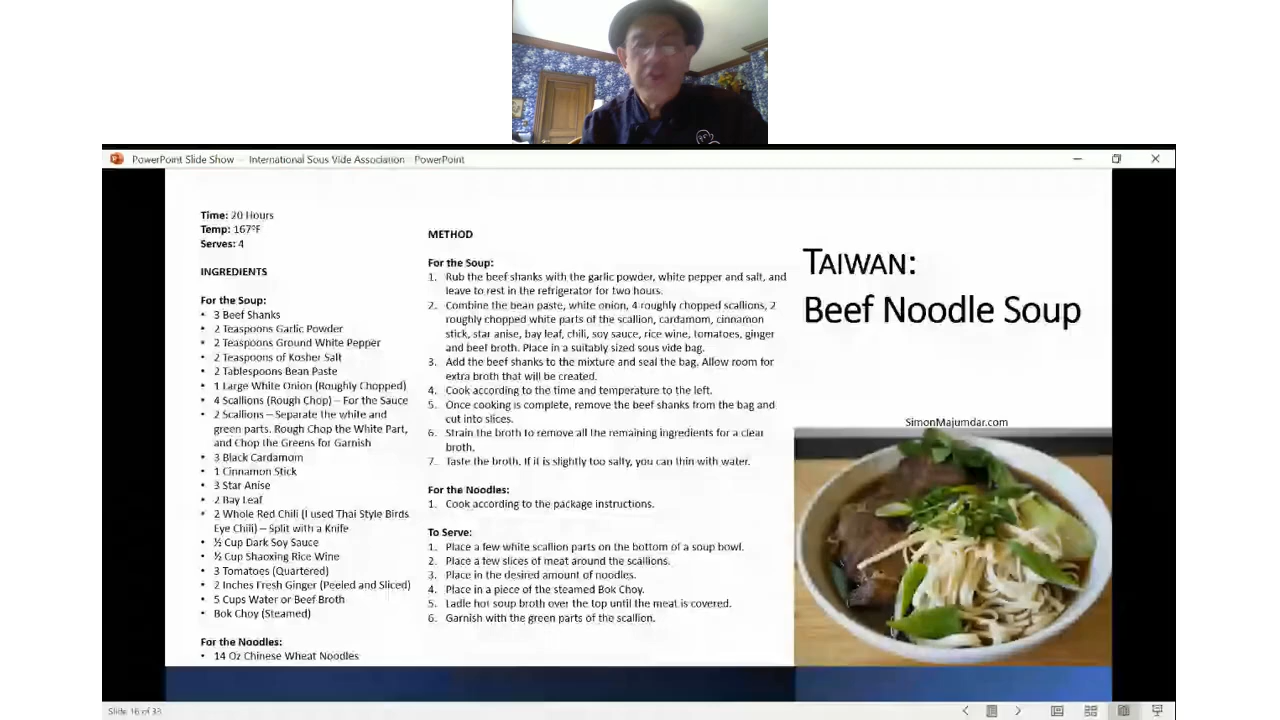 PowerPoint Slide Show - International Sous Vide Association - PowerPoint
Time: 20 Hours
Temp: 167°F
Serves: 4
INGREDIENTS
For the Soup:
• 3 Beef Shanks
• 2 Teaspoons Garlic Powder
• 2 Teaspoons Ground White Pepper
• 2 Teaspoons of Kosher Salt
• 2 Tablespoons Bean Paste
• 1 Large White Onion (Roughly Chopped)
• 4 Scallions (Rough Chop) – For the Sauce
• 2 Scallions – Separate the white and
green parts. Rough Chop the White Part,
and Chop the Greens for Garnish
• 3 Black Cardamom
• 1 Cinnamon Stick
• 3 Star Anise
• 2 Bay Leaf
• 2 Whole Red Chili (I used Thai Style Birds
Eye Chili) – Split with a Knife
• ½ Cup Dark Soy Sauce
• ½ Cup Shaoxing Rice Wine
• 3 Tomatoes (Quartered)
• 2 Inches Fresh Ginger (Peeled and Sliced)
• 5 Cups Water or Beef Broth
• Bok Choy (Steamed)
For the Noodles:
• 14 Oz Chinese Wheat Noodles
METHOD
For the Soup:
1. Rub the beef shanks with the garlic powder, white pepper and salt, and
leave to rest in the refrigerator for two hours.
2. Combine the bean paste, white onion, 4 roughly chopped scallions, 2
roughly chopped white parts of the scallion, cardamom, cinnamon
stick, star anise, bay leaf, chili, soy sauce, rice wine, tomatoes, ginger
and beef broth. Place in a suitably sized sous vide bag.
3. Add the beef shanks to the mixture and seal the bag. Allow room for
extra broth that will be created.
4. Cook according to the time and temperature to the left.
5. Once cooking is complete, remove the beef shanks from the bag and
cut into slices.
6. Strain the broth to remove all the remaining ingredients for a clear
broth.
7. Taste the broth. If it is slightly too salty, you can thin with water.
For the Noodles:
1. Cook according to the package instructions.
To Serve:
1. Place a few white scallion parts on the bottom of a soup bowl.
2. Place a few slices of meat around the scallions.
3. Place in the desired amount of noodles.
4. Place in a piece of the steamed Bok Choy.
5. Ladle hot soup broth over the top until the meat is covered.
6. Garnish with the green parts of the scallion.
TAIWAN:
Beef Noodle Soup
SimonMajumdar.com
Slide 16 of 33